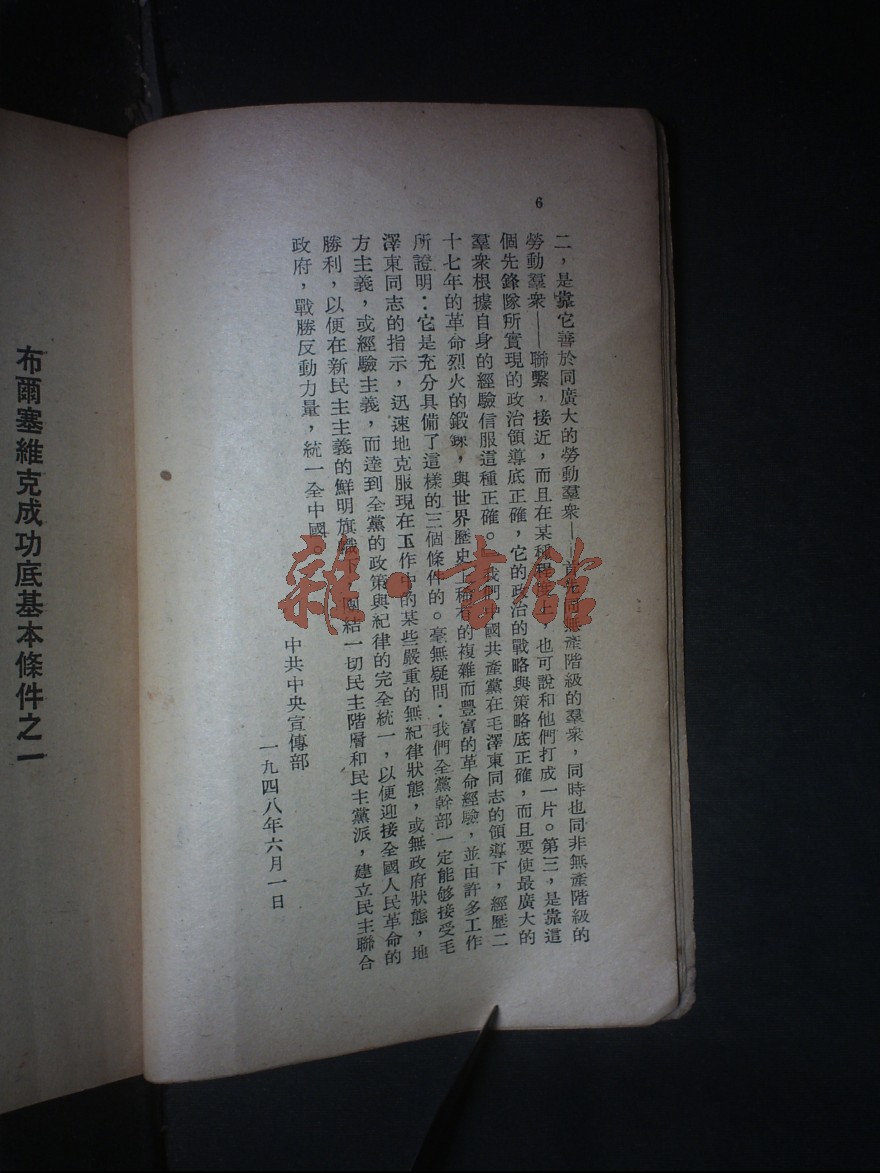 6
二，是靠它善於同廣大的勞動羣衆——首先同無產階級的羣衆，同時也同非無產階級的
勞動羣衆——聯繫，接近，而且在某種程度上，也可說和他們打成一片。第三，是靠這
個先鋒隊所實現的政治領導底正確，它的政治的戰略與策略底正確，而且要使最廣大的
羣衆根據自身的經驗信服這種正確。我們中國共產黨在毛澤東同志的領導下，經歷二
十七年的革命烈火的鍛鍊，與世界歷史上稀有的複雜而豐富的革命經驗，並由許多工作
所證明：它是充分具備了這樣的三個條件的。毫無疑問：我們全黨幹部一定能够接受毛
澤東同志的指示，迅速地克服現在工作中的某些嚴重的無紀律狀態，或無政府狀態，地
方主義，或經驗主義，而達到全黨的政策與紀律的完全統一，以便迎接全國人民革命的
勝利，以便在新民主主義的鮮明旗幟下，團結一切民主階層和民主黨派，建立民主聯合
政府，戰勝反動力量，統一全中國。
中共中央宣傳部
一九四八年六月一日
布爾塞維克成功底基本條件之一
雜·書館